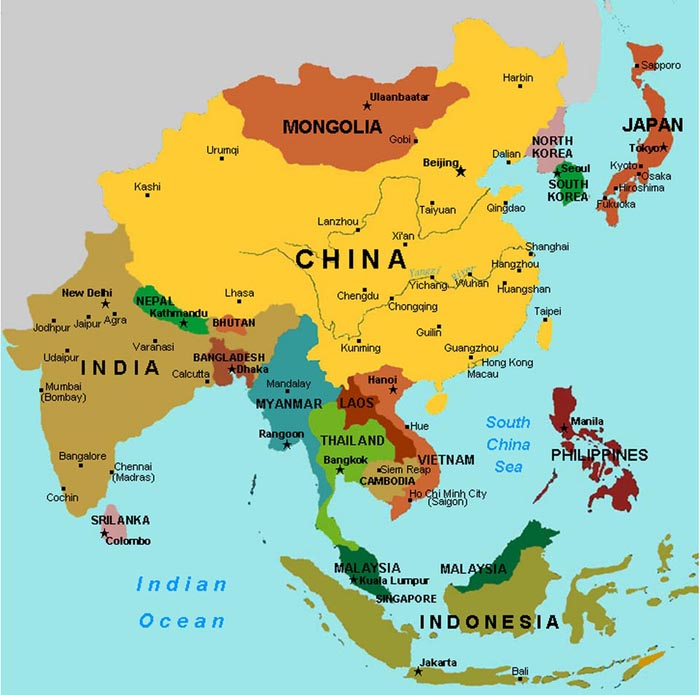 Sapporo
Harbin
Ulaanbaatar
MONGOLIA
JAPAN
Gobi
NORTH
KOREA
Tokyo
Urumqi
Beijing
Dalian
Seoul
Kyoto
Osaka
Kashi
SOUTH
KOREA
Hiroshima
Taiyuan
Qingdao
Fukuoka
Lanzhou
Xi'an
CHINA
Shanghai
Hangzhou
Yangzi River
Yichang
Wuhan
Huangshan
New Delhi
NEPAL
Lhasa
Chengdu
Chongqing
Kathmandu
Taipei
Jodhpur
Jaipur
Agra
BHUTAN
Guilin
Varanasi
Kunming
Guangzhou
Udaipur
INDIA
BANGLADESH
Dhaka
Hong Kong
Macau
Calcutta
Mumbai
(Bombay)
Mandalay
Hanoi
MYANMAR
LAOS
Manila
Hue
South
China
Sea
Rangoon
THAILAND
Bangkok
VIETNAM
PHILIPPINES
Bangalore
Chennai
(Madras)
Siem Reap
CAMBODIA
Cochin
Ho Chi Minh City
(Saigon)
SRILANKA
Colombo
MALAYSIA
MALAYSIA
Kuala Lumpur
Indian
Ocean
SINGAPORE
INDONESIA
Jakarta
Bali